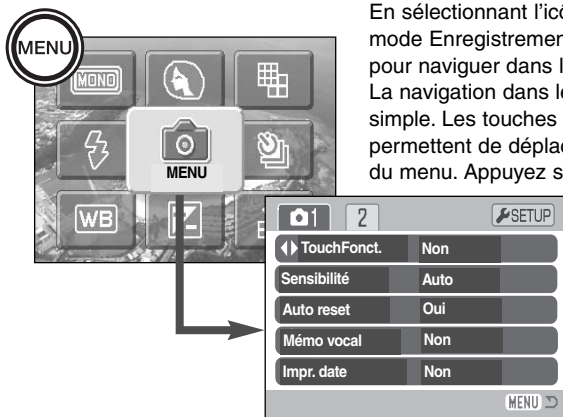 En sélectionnant l'icô
mode Enregistremen
pour naviguer dans l
La navigation dans le
simple. Les touches
permettent de déplac
du menu. Appuyez s
MENU
MONO
MENU
WB
1 2 SETUP
TouchFonct. Non
Sensibilité Auto
Auto reset Oui
Mémo vocal Non
Impr. date Non
MENU